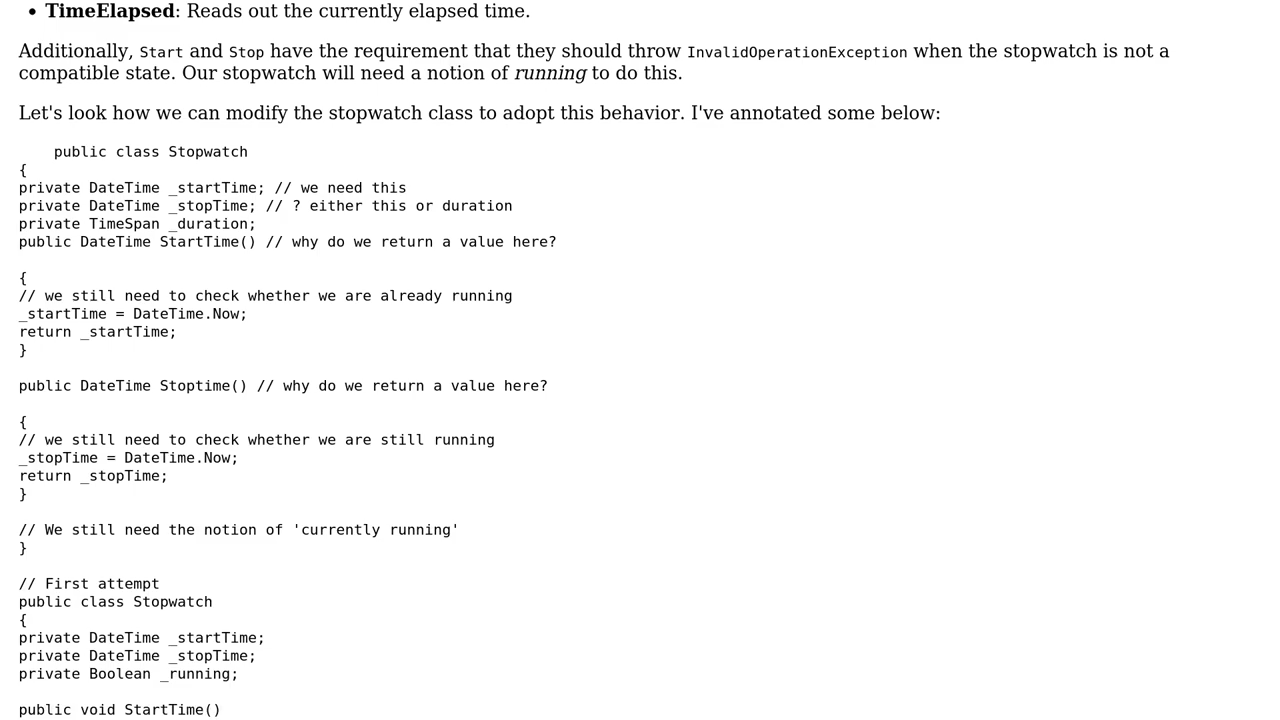 • TimeElapsed: Reads out the currently elapsed time.
Additionally, Start and Stop have the requirement that they should throw InvalidOperationException when the stopwatch is not a
compatible state. Our stopwatch will need a notion of running to do this.
Let's look how we can modify the stopwatch class to adopt this behavior. I've annotated some below:
public class Stopwatch
{
private DateTime _startTime; // we need this
private DateTime _stopTime; // ? either this or duration
private TimeSpan _duration;
public DateTime StartTime() // why do we return a value here?
{
// we still need to check whether we are already running
_startTime = DateTime.Now;
return _startTime;
}
public DateTime Stoptime() // why do we return a value here?
{
// we still need to check whether we are still running
_stopTime = DateTime.Now;
return _stopTime;
}
// We still need the notion of 'currently running'
}
// First attempt
public class Stopwatch
{
private DateTime _startTime;
private DateTime _stopTime;
private Boolean _running;
public void StartTime()